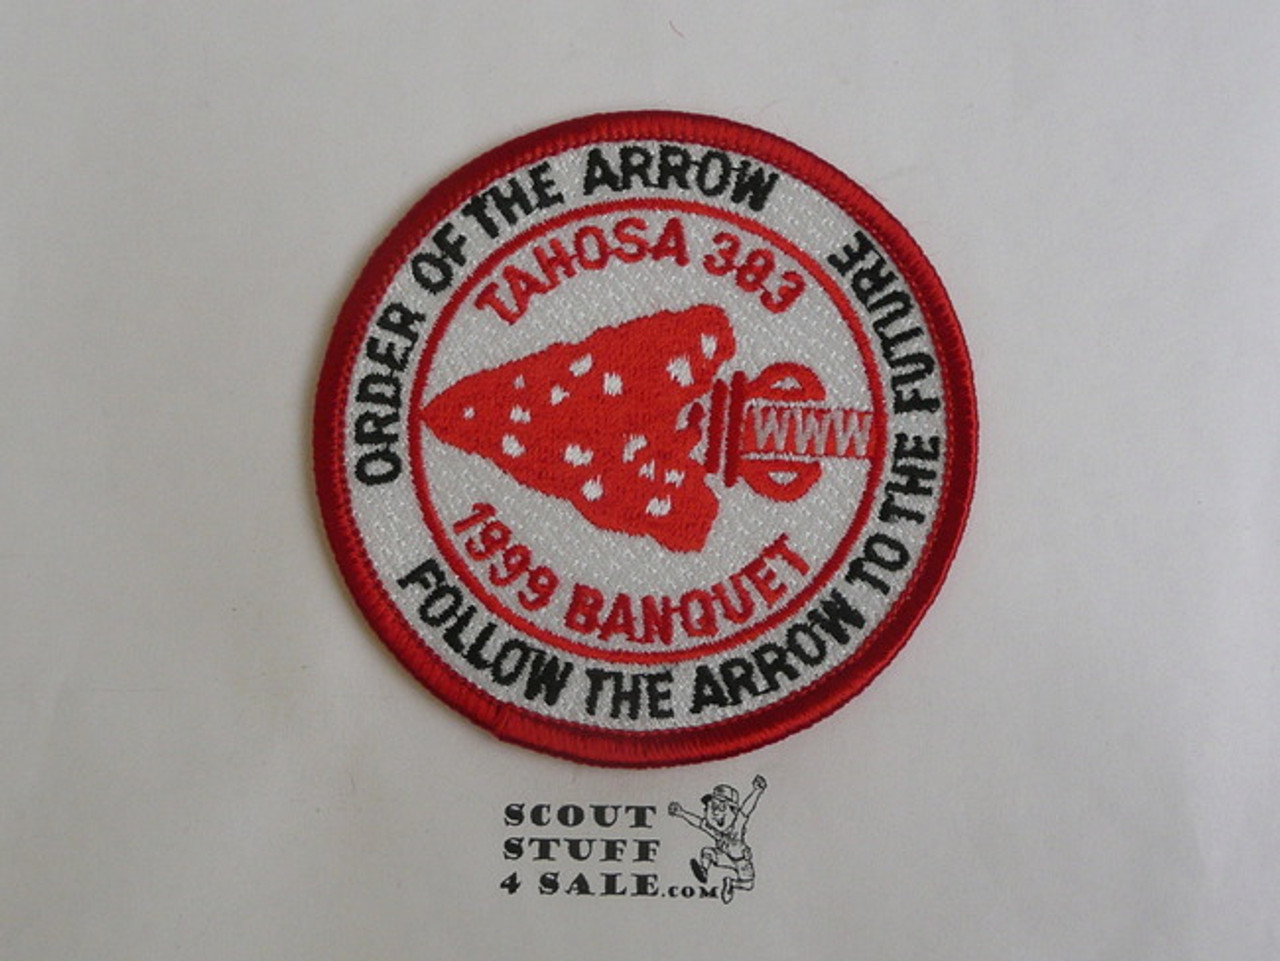 ORDER OF THE ARROW
TAHOSA 383
WWW
1999 BANQUET
FOLLOW THE ARROW TO THE FUTURE
SCOUT
STUFF
4 SALE.COM